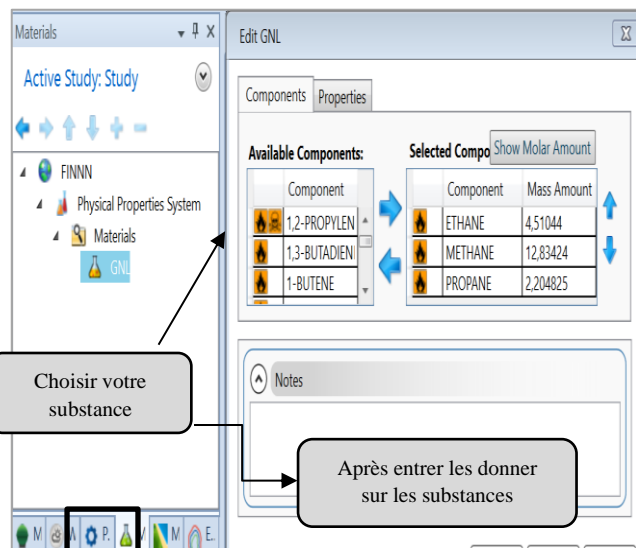 Materials
Edit GNL
Active Study: Study
Components Properties
Available Components:
Selected Compo
Show Molar Amount
Component
Component Mass Amount
1,2-PROPYLEN
ETHANE 4,51044
1,3-BUTADIEN
METHANE 12,83424
1-BUTENE
PROPANE 2,204825
FINNN
Physical Properties System
Materials
GNL
Choisir votre
substance
Notes
Après entrer les donner
sur les substances
M
P.
M
E..